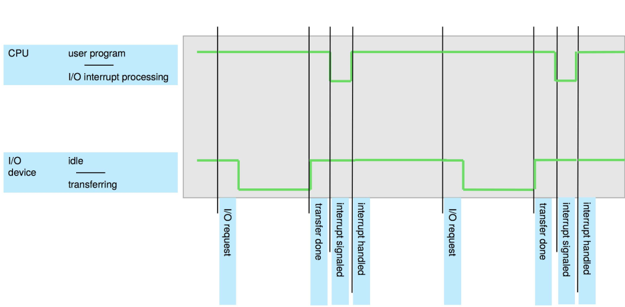 CPU user program
I/O interrupt processing
I/O idle
device
transferring
I/O request
transfer done
interrupt signaled
interrupt handled
I/O request
transfer done
interrupt signaled
interrupt handled